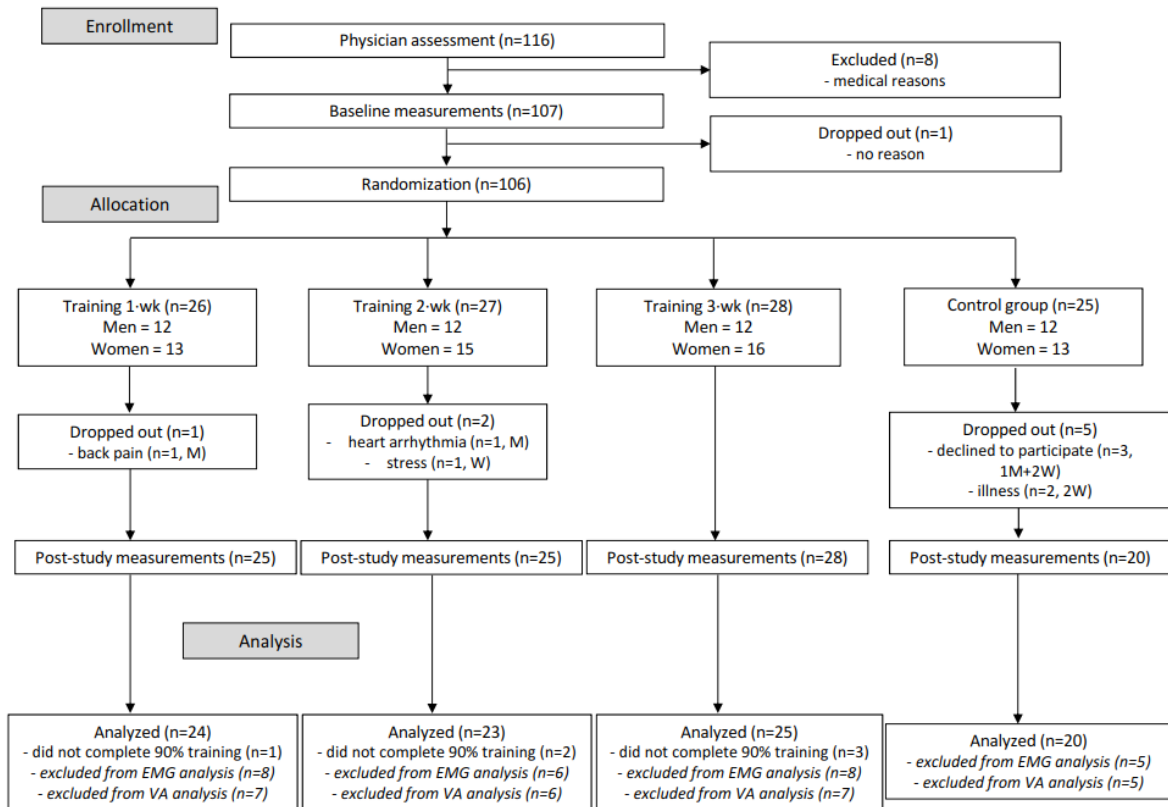 Enrollment
Physician assessment (n=116)
Excluded (n=8)
- medical reasons
Baseline measurements (n=107)
Dropped out (n=1)
- no reason
Randomization (n=106)
Allocation
Training 1·wk (n=26)
Men = 12
Women = 13
Training 2·wk (n=27)
Men = 12
Women = 15
Training 3·wk (n=28)
Men = 12
Women = 16
Control group (n=25)
Men = 12
Women = 13
Dropped out (n=1)
- back pain (n=1, M)
Dropped out (n=2)
- heart arrhythmia (n=1, M)
- stress (n=1, W)
Dropped out (n=5)
- declined to participate (n=3,
1M+2W)
- illness (n=2, 2W)
Post-study measurements (n=25)
Post-study measurements (n=25)
Post-study measurements (n=28)
Post-study measurements (n=20)
Analysis
Analyzed (n=24)
- did not complete 90% training (n=1)
- excluded from EMG analysis (n=8)
- excluded from VA analysis (n=7)
Analyzed (n=23)
- did not complete 90% training (n=2)
- excluded from EMG analysis (n=6)
- excluded from VA analysis (n=6)
Analyzed (n=25)
- did not complete 90% training (n=3)
- excluded from EMG analysis (n=8)
- excluded from VA analysis (n=7)
Analyzed (n=20)
- excluded from EMG analysis (n=5)
- excluded from VA analysis (n=5)